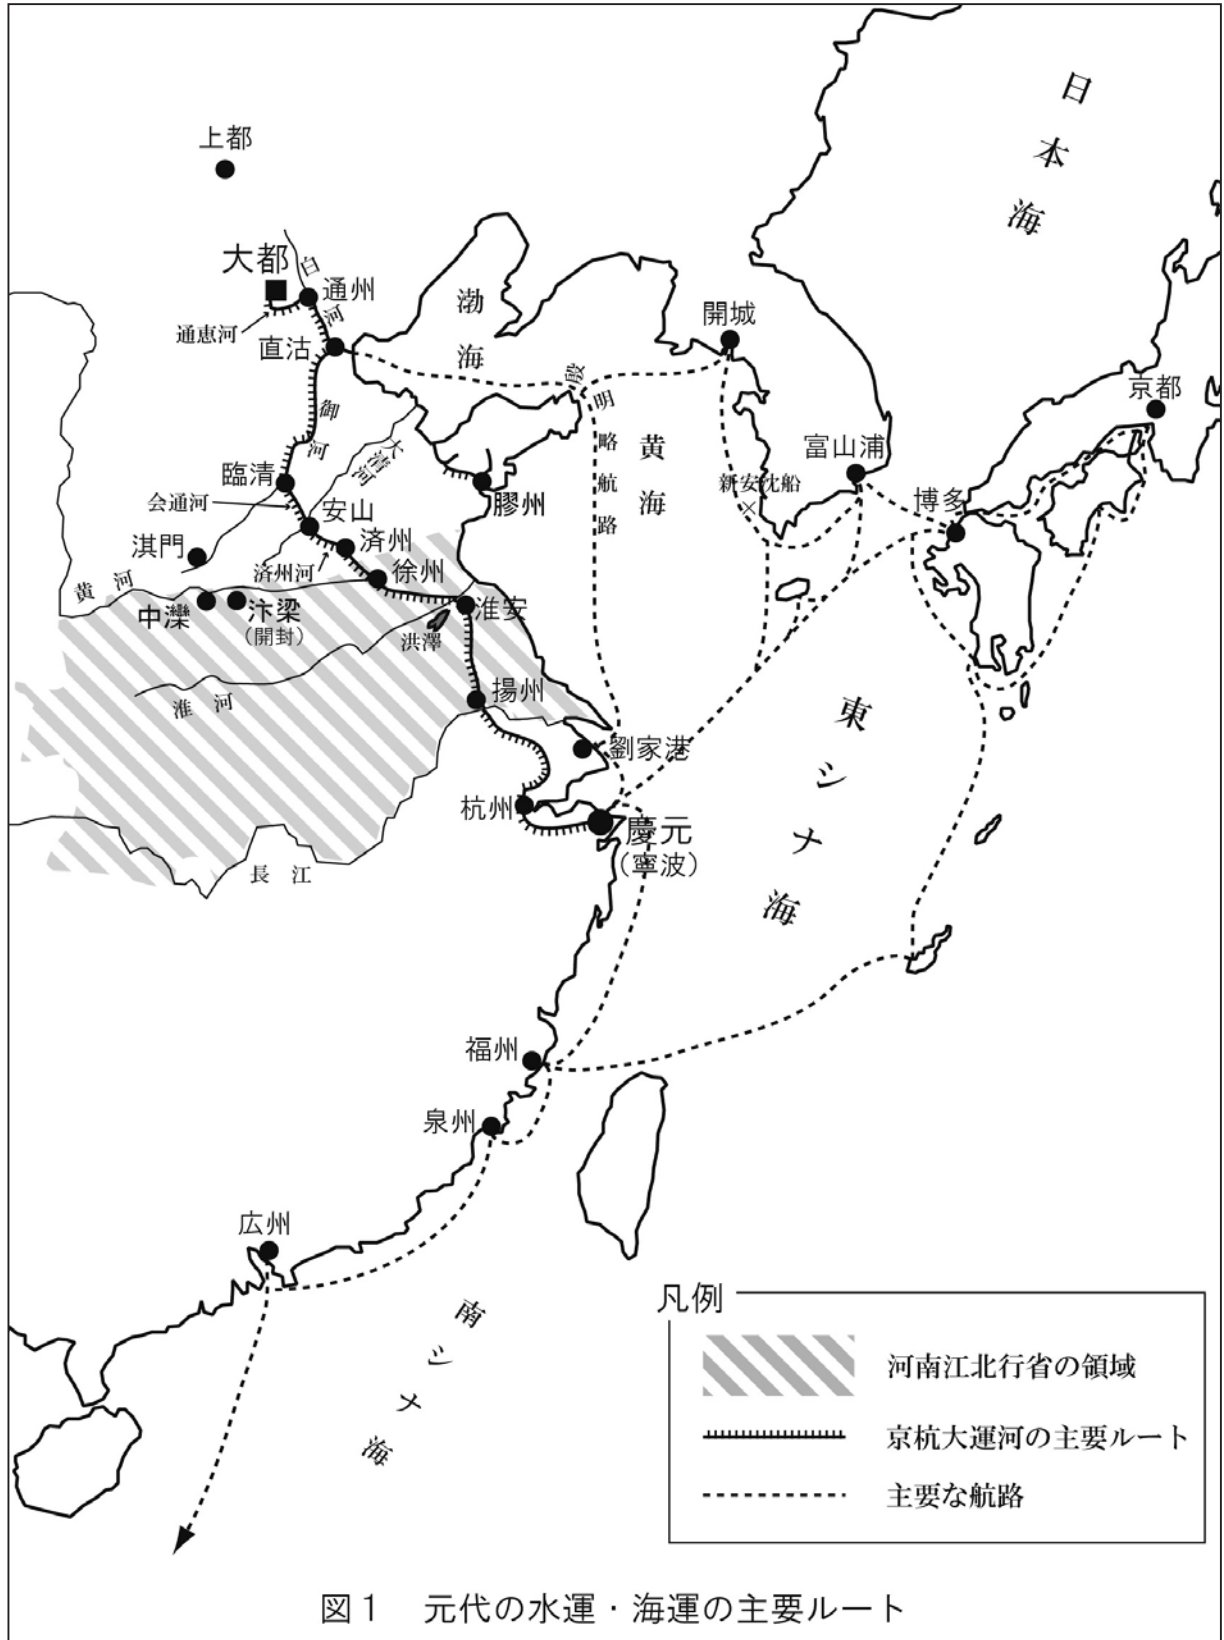 上都
日本海
大都
白河
通州
通恵河
直沽
渤海
開城
殷明略航路
黄海
京都
御河
大清河
臨清
会通河
安山
膠州
富山浦
新安沈船
×
博多
淇門
済州
済州河
徐州
黄河
中灤
汴梁
(開封)
淮安
洪澤
淮河
揚州
東シナ海
劉家港
杭州
慶元
(寧波)
長江
福州
泉州
広州
南シナ海
凡例
河南江北行省の領域
京杭大運河の主要ルート
主要な航路
図1 元代の水運・海運の主要ルート